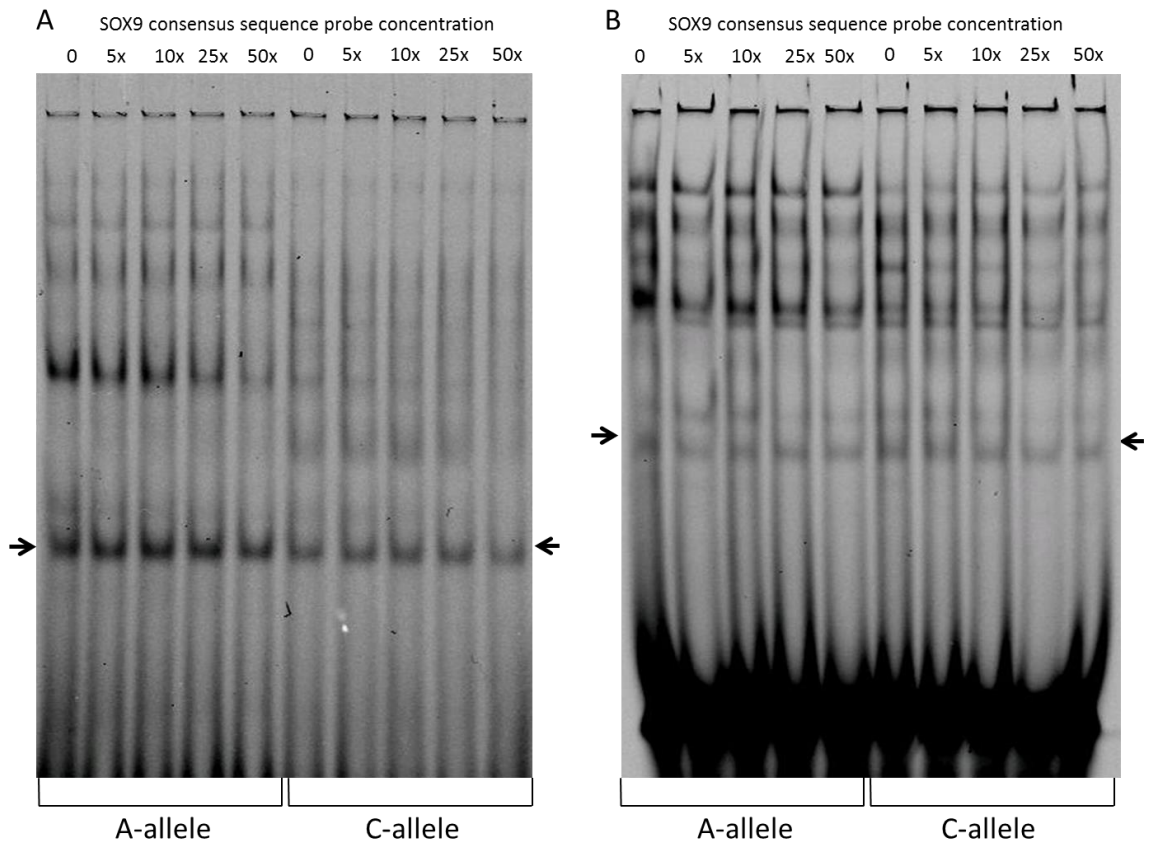 A
SOX9 consensus sequence probe concentration
0 5x 10x 25x 50x 0 5x 10x 25x 50x
A-allele C-allele
B
SOX9 consensus sequence probe concentration
0 5x 10x 25x 50x 0 5x 10x 25x 50x
A-allele C-allele